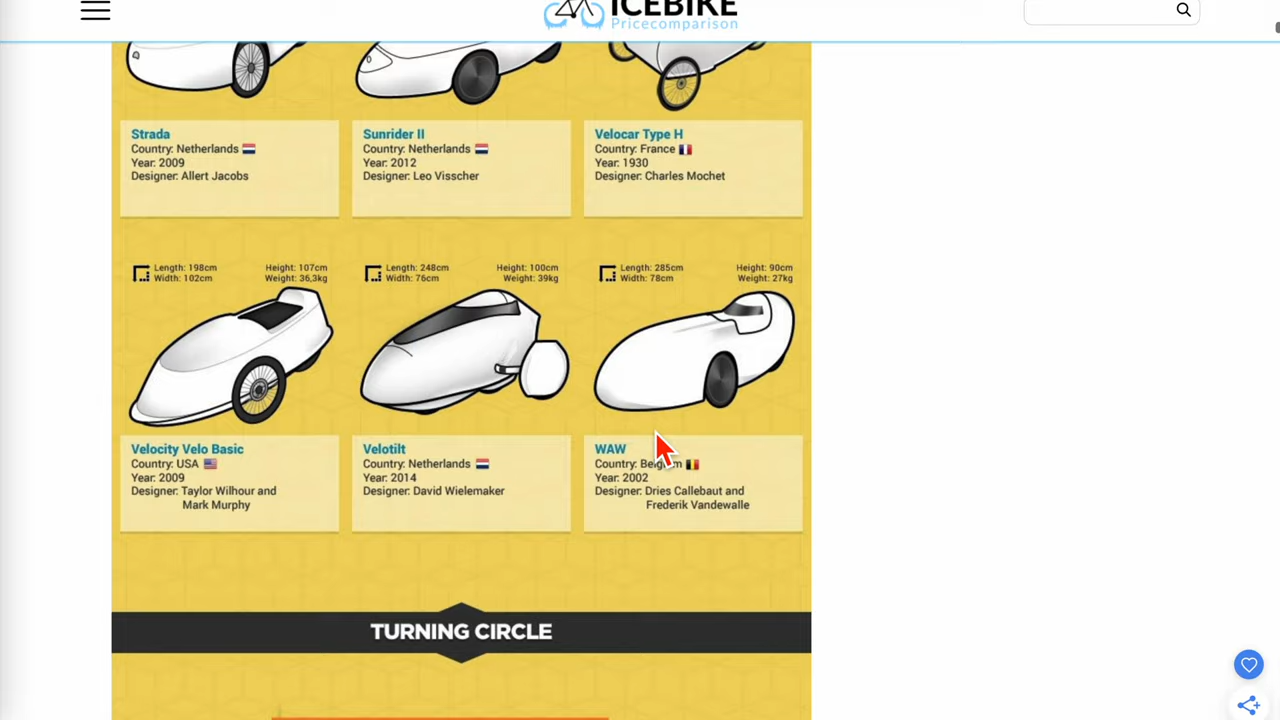 ICEBIKE
Pricecomparison
Strada
Country: Netherlands
Year: 2009
Designer: Allert Jacobs
Sunrider II
Country: Netherlands
Year: 2012
Designer: Leo Visscher
Velocar Type H
Country: France
Year: 1930
Designer: Charles Mochet
Length: 198cm
Width: 102cm
Height: 107cm
Weight: 36,3kg
Length: 248cm
Width: 76cm
Height: 100cm
Weight: 39kg
Length: 285cm
Width: 78cm
Height: 90cm
Weight: 27kg
Velocity Velo Basic
Country: USA
Year: 2009
Designer: Taylor Wilhour and
Mark Murphy
Velotilt
Country: Netherlands
Year: 2014
Designer: David Wielemaker
WAW
Country: Belgium
Year: 2002
Designer: Dries Callebaut and
Frederik Vandewalle
TURNING CIRCLE